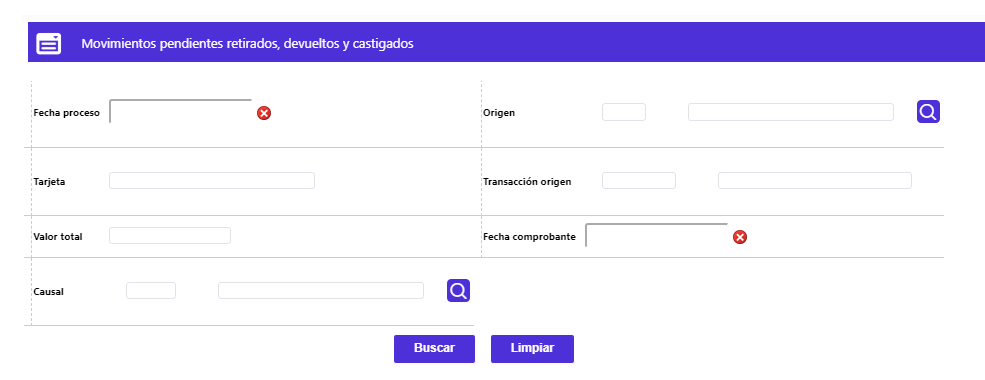 Movimientos pendientes retirados, devueltos y castigados
Fecha proceso
Origen
Tarjeta
Transacción origen
Valor total
Fecha comprobante
Causal
Buscar
Limpiar